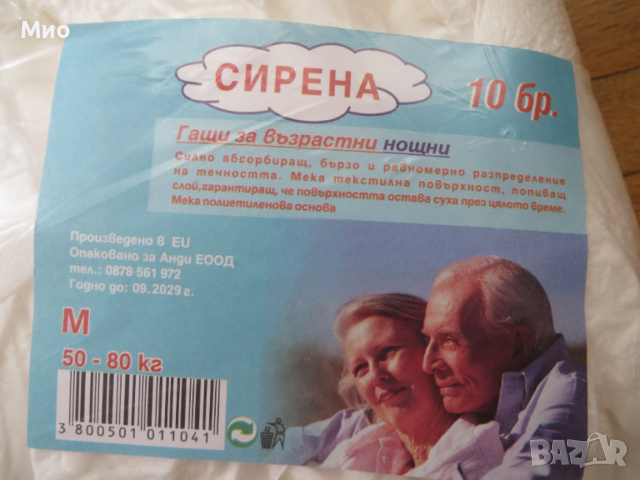 Мио
СИРЕНА
10 бр.
Гащи за възрастни нощни
Силно абсорбиращ, бързо и равномерно разпределение
на течността. Мека текстилна повърхност, попиващ
слой,гарантиращ, че повърхността остава суха през цялото време.
Мека полиетиленова основа
Произведено в EU
Опаковано за Анди ЕООД
тел.: 0878 561 972
Годно до: 09.2029 г.
M
50 - 80 кг
3 800501 011041
BAZAR
bg